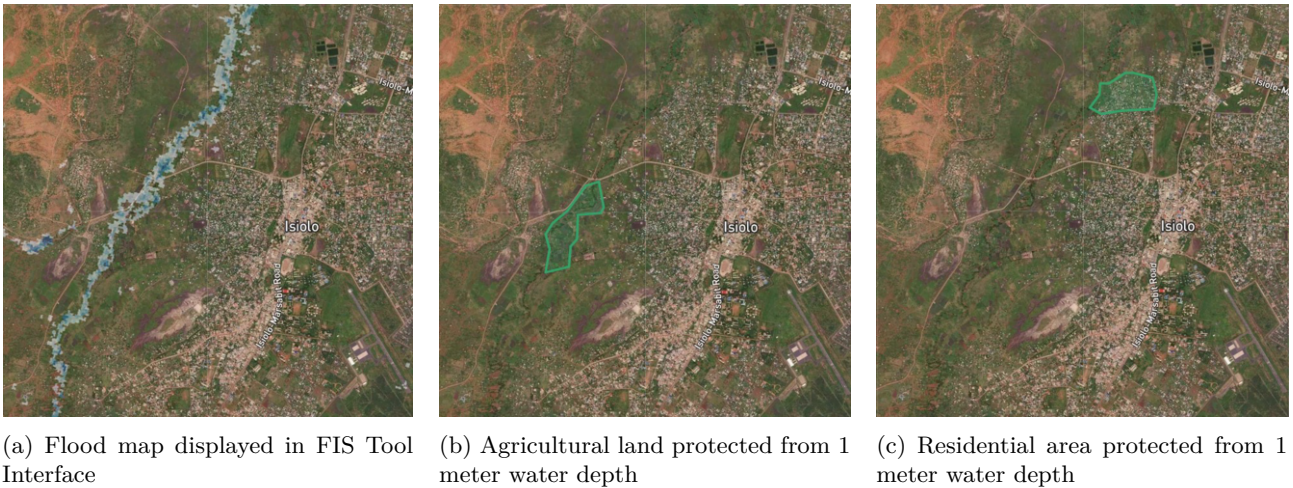 Isiolo-M
Isiolo
Isiolo-Marsabit Road
Isiolo-M
Isiolo
Isiolo-Marsabit Road
Isiolo-M
Isiolo
Isiolo-Marsabit Road
(a) Flood map displayed in FIS Tool
Interface
(b) Agricultural land protected from 1
meter water depth
(c) Residential area protected from 1
meter water depth